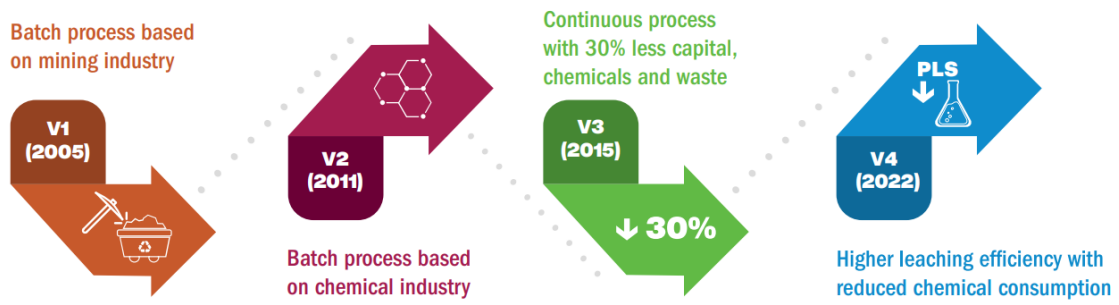 Batch process based
on mining industry
V1
(2005)
V2
(2011)
Batch process based
on chemical industry
Continuous process
with 30% less capital,
chemicals and waste
V3
(2015)
30%
PLS
V4
(2022)
Higher leaching efficiency with
reduced chemical consumption